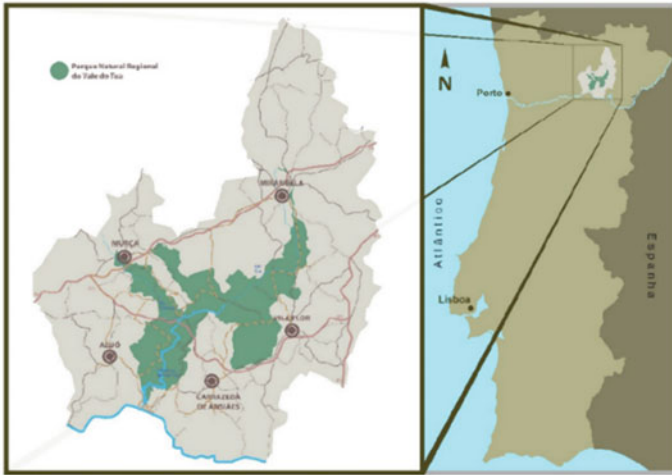 Parque Natural Regional
do Vale do Tua
MIRANDELA
MURÇA
VILA FLOR
ALIJÓ
CARRAZEDA
DE ANSIÃES
N
Porto
Atlântico
Espanha
Lisboa